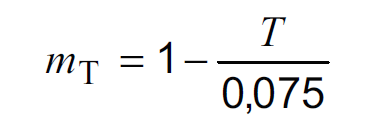 m_T = 1 − T/0,075